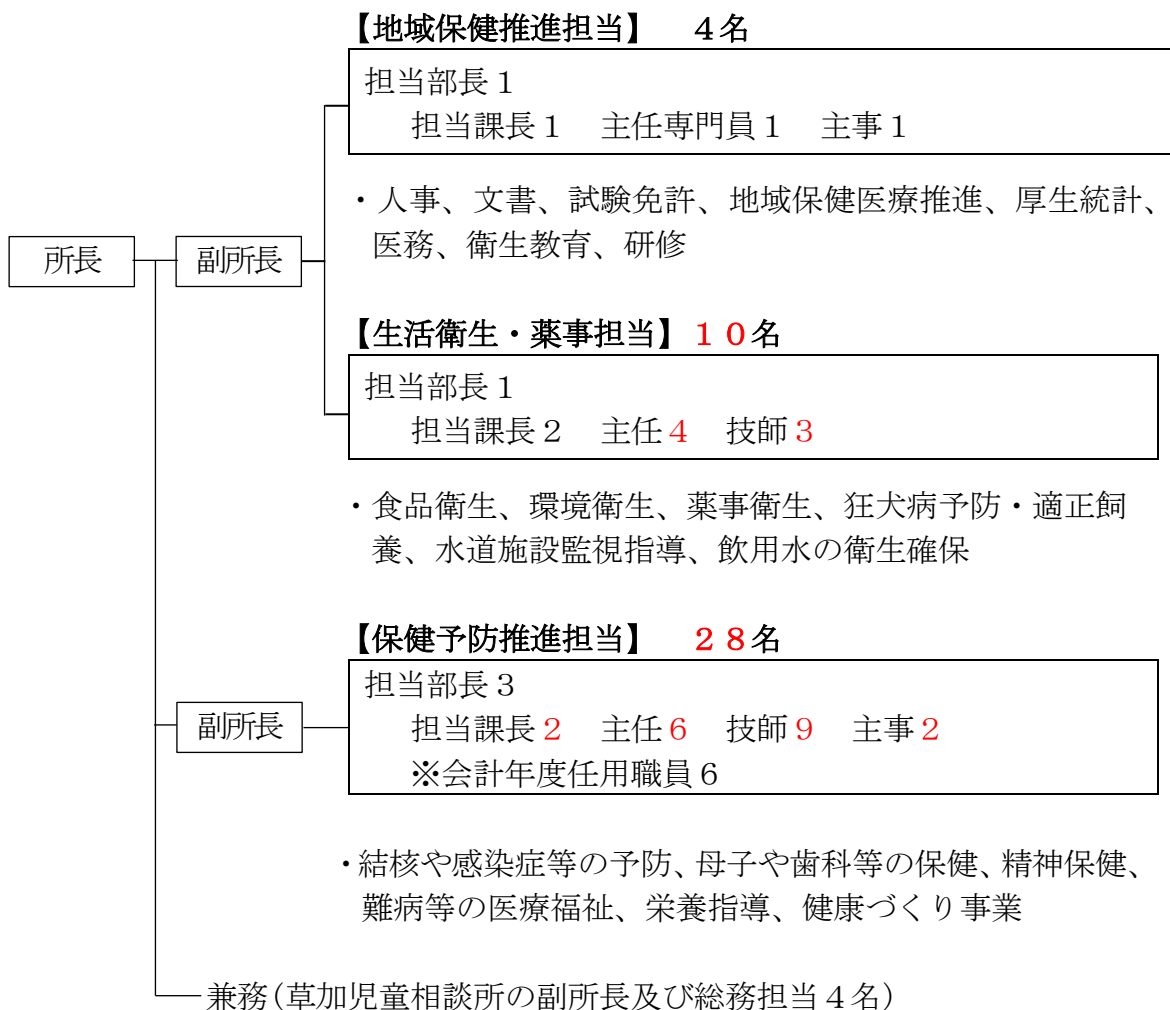 【地域保健推進担当】　４名
担当部長１
担当課長１　主任専門員１　主事１
・人事、文書、試験免許、地域保健医療推進、厚生統計、
医務、衛生教育、研修
所長
副所長
【生活衛生・薬事担当】１０名
担当部長１
担当課長２　主任４　技師３
・食品衛生、環境衛生、薬事衛生、狂犬病予防・適正飼
養、水道施設監視指導、飲用水の衛生確保
【保健予防推進担当】　２８名
担当部長３
副所長
担当課長２　主任６　技師９　主事２
※会計年度任用職員６
・結核や感染症等の予防、母子や歯科等の保健、精神保健、
難病等の医療福祉、栄養指導、健康づくり事業
兼務(草加児童相談所の副所長及び総務担当４名)